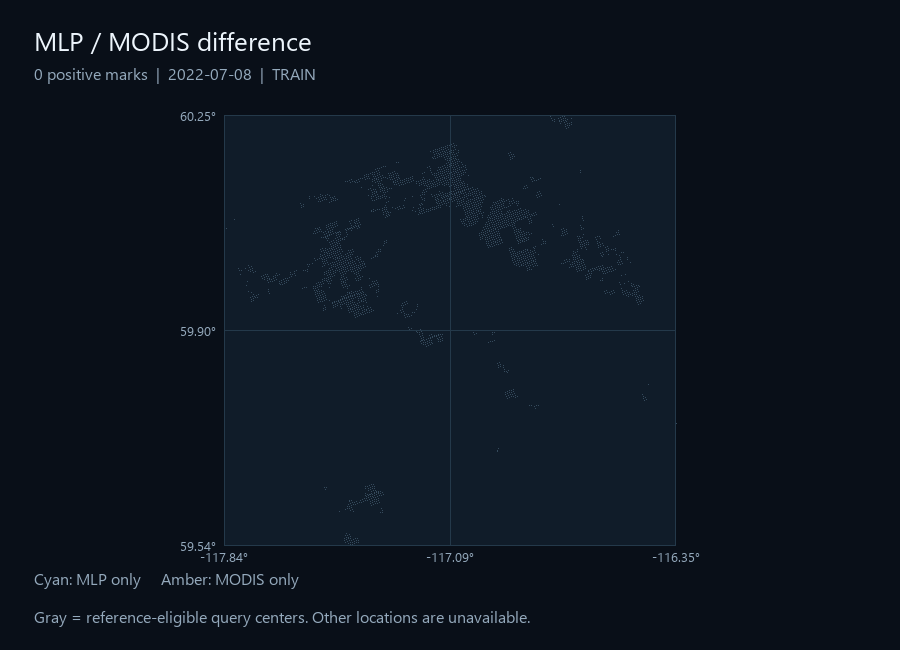 MLP / MODIS difference
0 positive marks | 2022-07-08 | TRAIN
60.25°
59.90°
59.54°
-117.84° -117.09° -116.35°
Cyan: MLP only Amber: MODIS only
Gray = reference-eligible query centers. Other locations are unavailable.